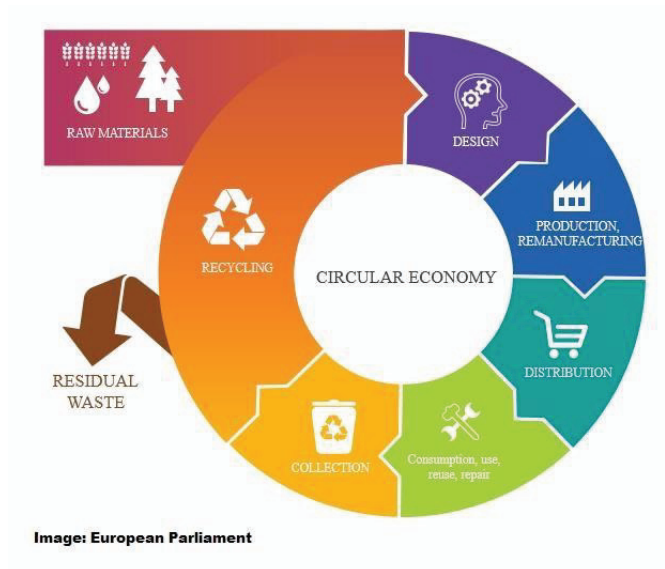 RAW MATERIALS
DESIGN
PRODUCTION,
REMANUFACTURING
RECYCLING
CIRCULAR ECONOMY
DISTRIBUTION
RESIDUAL
WASTE
COLLECTION
Consumption, use,
reuse, repair
Image: European Parliament